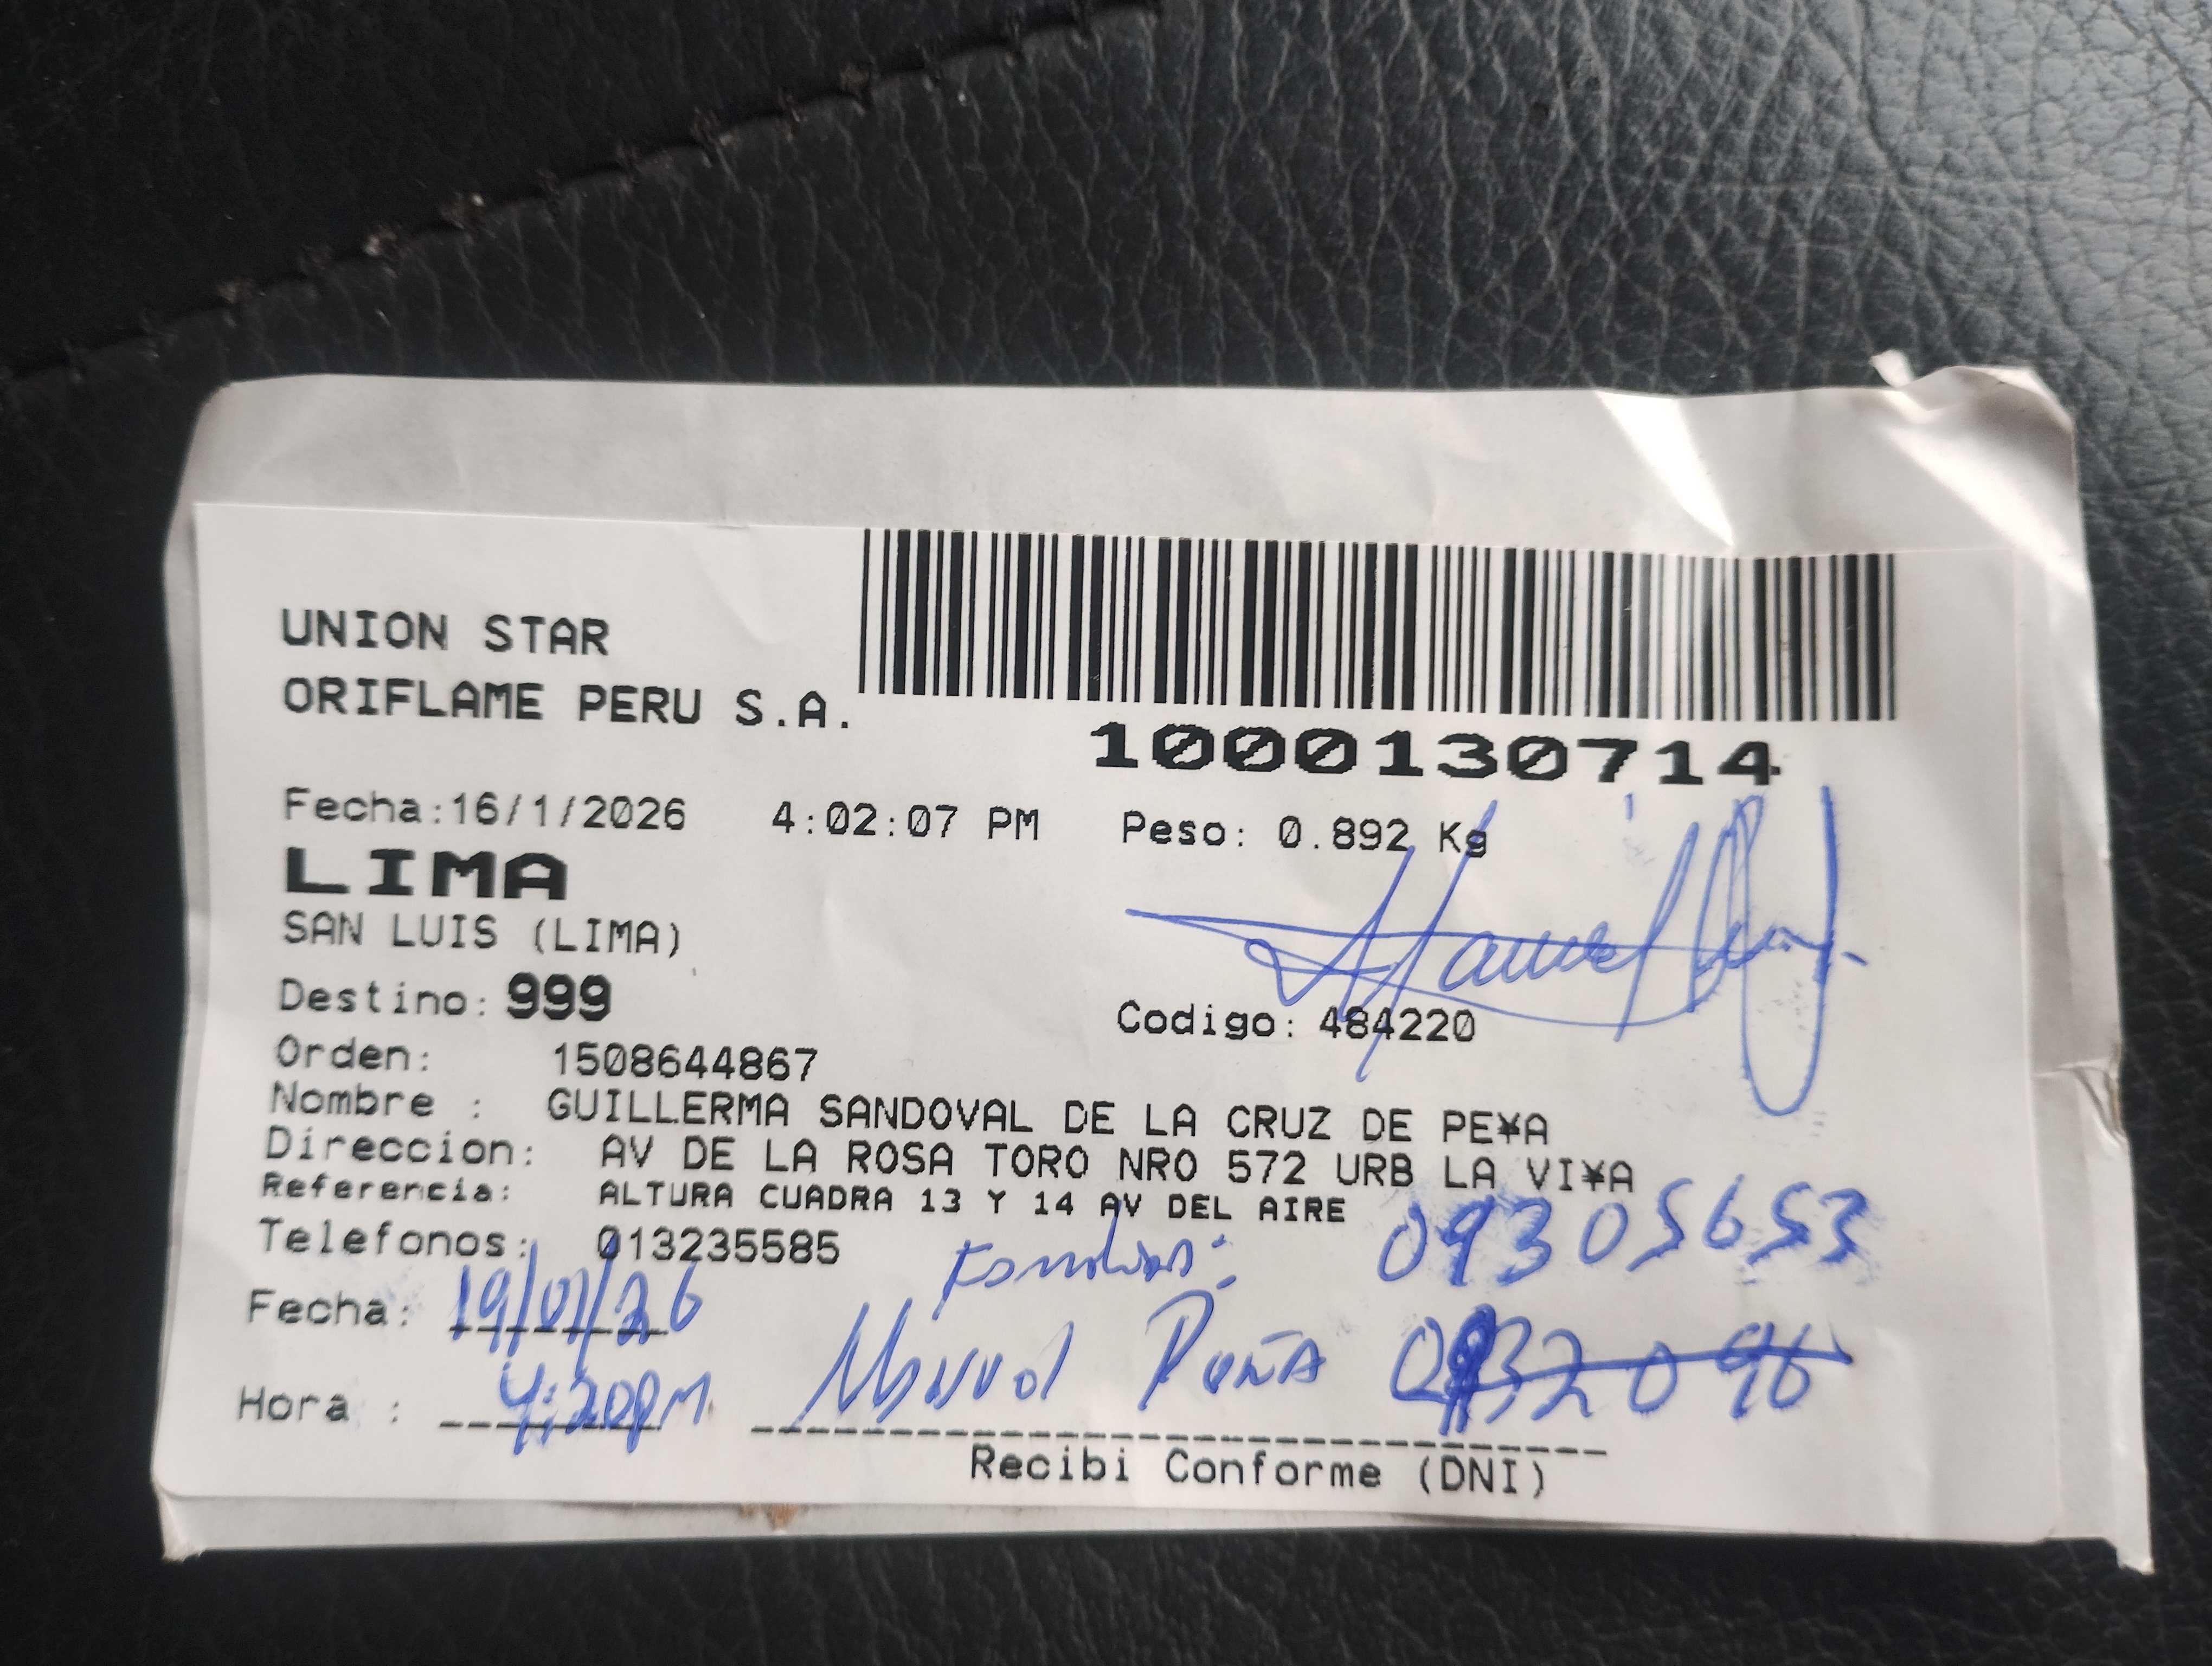 UNION STAR
ORIFLAME PERU S.A.
1000130714
Fecha:16/1/2026 4:02:07 PM Peso: 0.892 Kg
LIMA
SAN LUIS (LIMA)
Destino: 999
Codigo: 484220
Orden: 1508644867
Nombre : GUILLERMA SANDOVAL DE LA CRUZ DE PE¥A
Direccion: AV DE LA ROSA TORO NRO 572 URB LA VI¥A
Referencia: ALTURA CUADRA 13 Y 14 AV DEL AIRE
Telefonos: 013235585
09305653
Fecha: 19/01/26
Hora : 4:20PM
Manuel Peña
Recibi Conforme (DNI)